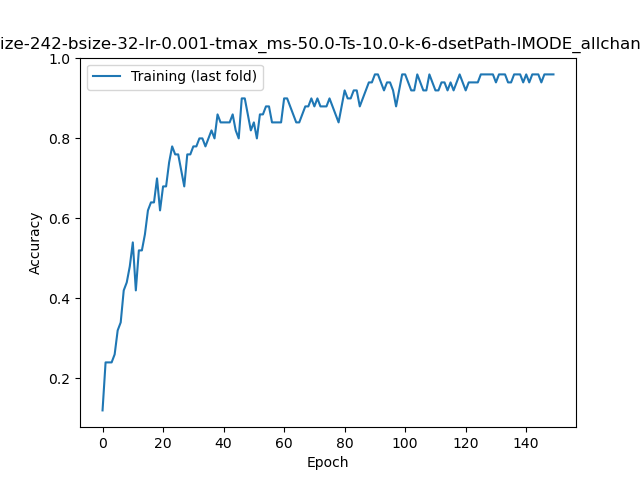 ize-242-bsize-32-lr-0.001-tmax_ms-50.0-Ts-10.0-k-6-dsetPath-IMODE_allchan
Training (last fold)
1.0
0.8
0.6
0.4
0.2
Accuracy
0 20 40 60 80 100 120 140
Epoch